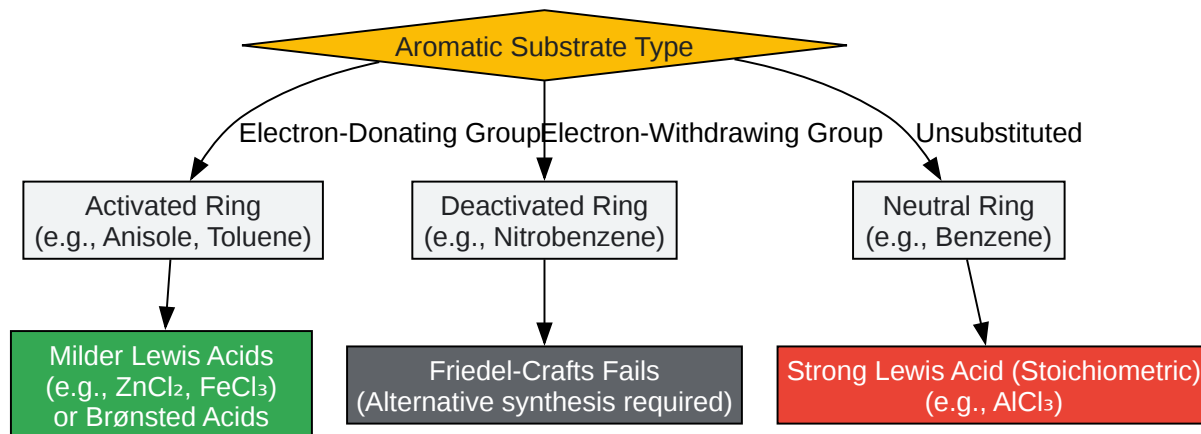 Aromatic Substrate Type
Electron-Donating Group
Electron-Withdrawing Group
Unsubstituted
Activated Ring
(e.g., Anisole, Toluene)
Deactivated Ring
(e.g., Nitrobenzene)
Neutral Ring
(e.g., Benzene)
Milder Lewis Acids
(e.g., ZnCl₂, FeCl₃)
or Brønsted Acids
Friedel-Crafts Fails
(Alternative synthesis required)
Strong Lewis Acid (Stoichiometric)
(e.g., AlCl₃)